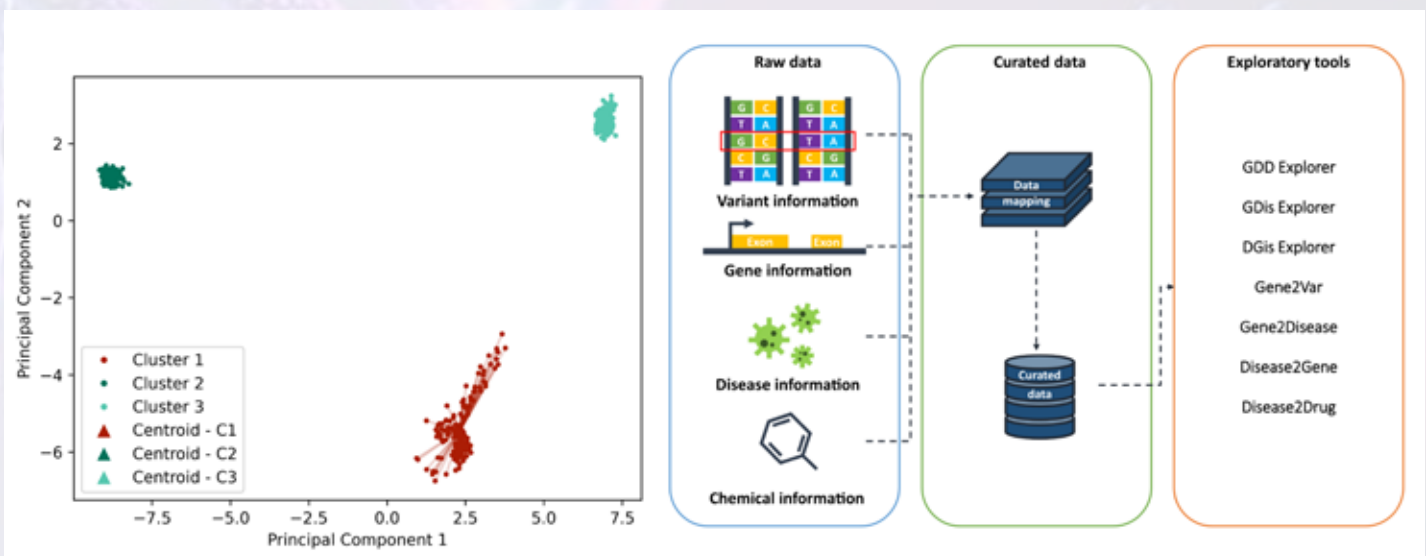 2
0
−2
−4
−6
Principal Component 2
Cluster 1
Cluster 2
Cluster 3
Centroid - C1
Centroid - C2
Centroid - C3
−7.5
−5.0
−2.5
0.0
2.5
5.0
7.5
Principal Component 1
Raw data
G C G C
T A T A
G C T A
C G C G
T A T A
Variant information
Exon Exon
Gene information
Disease information
Chemical information
Curated data
Data
mapping
Curated
data
Exploratory tools
GDD Explorer
GDis Explorer
DGis Explorer
Gene2Var
Gene2Disease
Disease2Gene
Disease2Drug